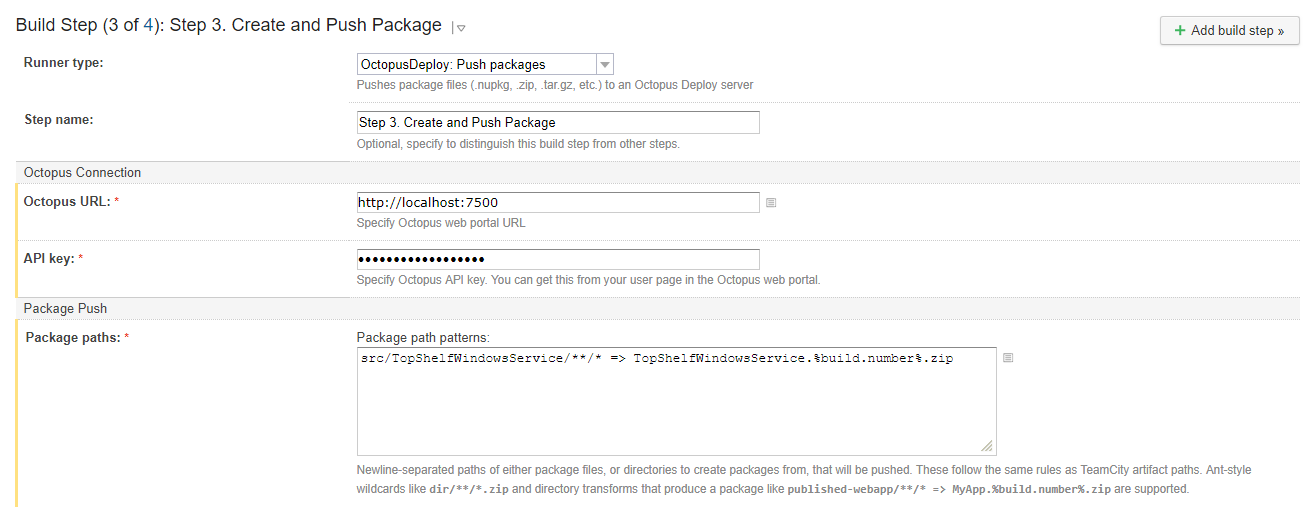 Build Step (3 of 4): Step 3. Create and Push Package
+ Add build step »
Runner type:
OctopusDeploy: Push packages
Pushes package files (.nupkg, .zip, .tar.gz, etc.) to an Octopus Deploy server
Step name:
Step 3. Create and Push Package
Optional, specify to distinguish this build step from other steps.
Octopus Connection
Octopus URL: *
http://localhost:7500
Specify Octopus web portal URL
API key: *
••••••••••••••••••
Specify Octopus API key. You can get this from your user page in the Octopus web portal.
Package Push
Package paths: *
Package path patterns:
src/TopShelfWindowsService/**/* => TopShelfWindowsService.%build.number%.zip
Newline-separated paths of either package files, or directories to create packages from, that will be pushed. These follow the same rules as TeamCity artifact paths. Ant-style
wildcards like dir/**/*.zip and directory transforms that produce a package like published-webapp/**/* => MyApp.%build.number%.zip are supported.